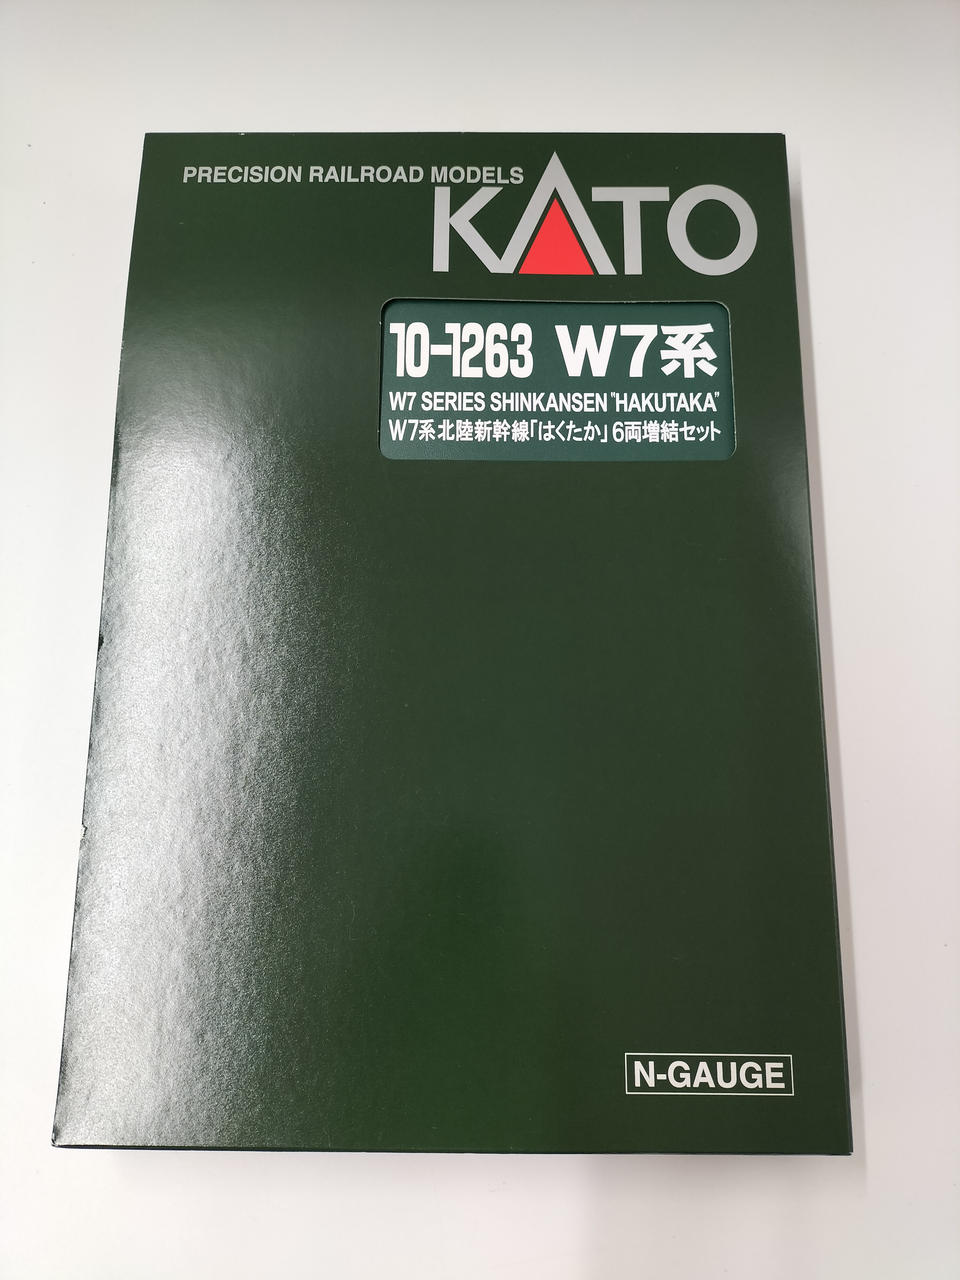 PRECISION RAILROAD MODELS
KATO
10-1263 W7系
W7 SERIES SHINKANSEN "HAKUTAKA"
W7系北陸新幹線「はくたか」6両増結セット
N-GAUGE